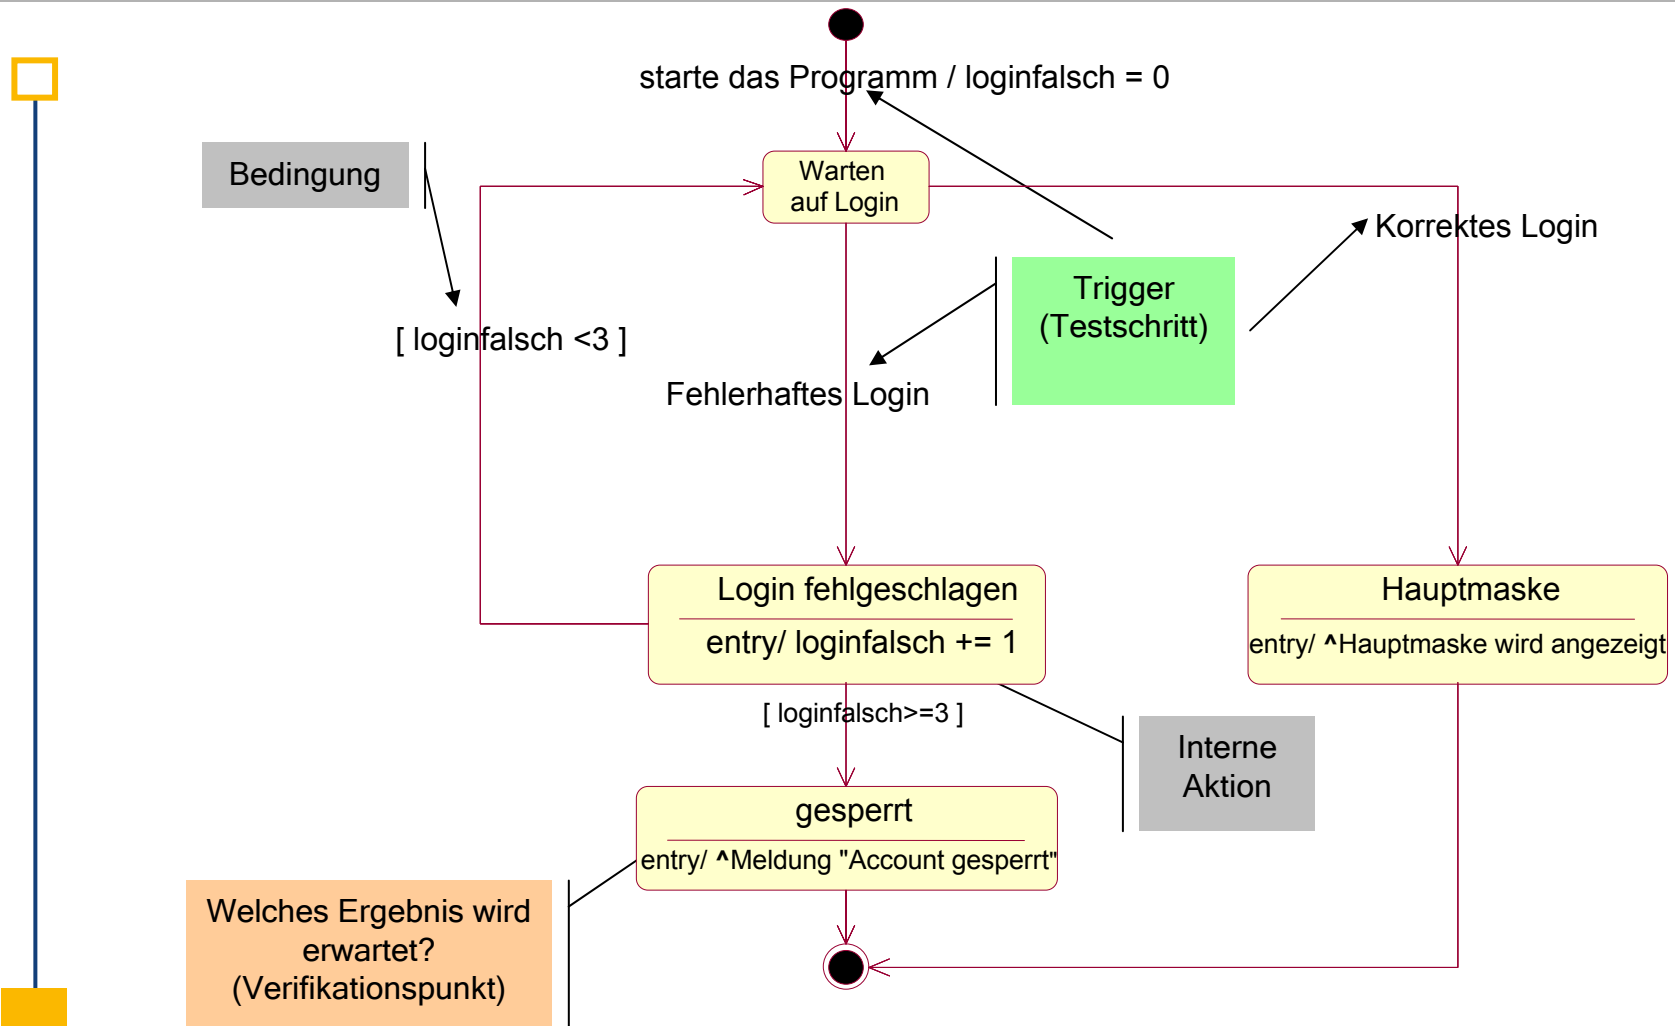 starte das Programm / loginfalsch = 0
Bedingung
Warten
auf Login
Korrektes Login
Trigger
(Testschritt)
[ loginfalsch <3 ]
Fehlerhaftes Login
Login fehlgeschlagen
entry/ loginfalsch += 1
Hauptmaske
entry/ ^Hauptmaske wird angezeigt
[ loginfalsch>=3 ]
Interne
Aktion
gesperrt
entry/ ^Meldung "Account gesperrt"
Welches Ergebnis wird
erwartet?
(Verifikationspunkt)